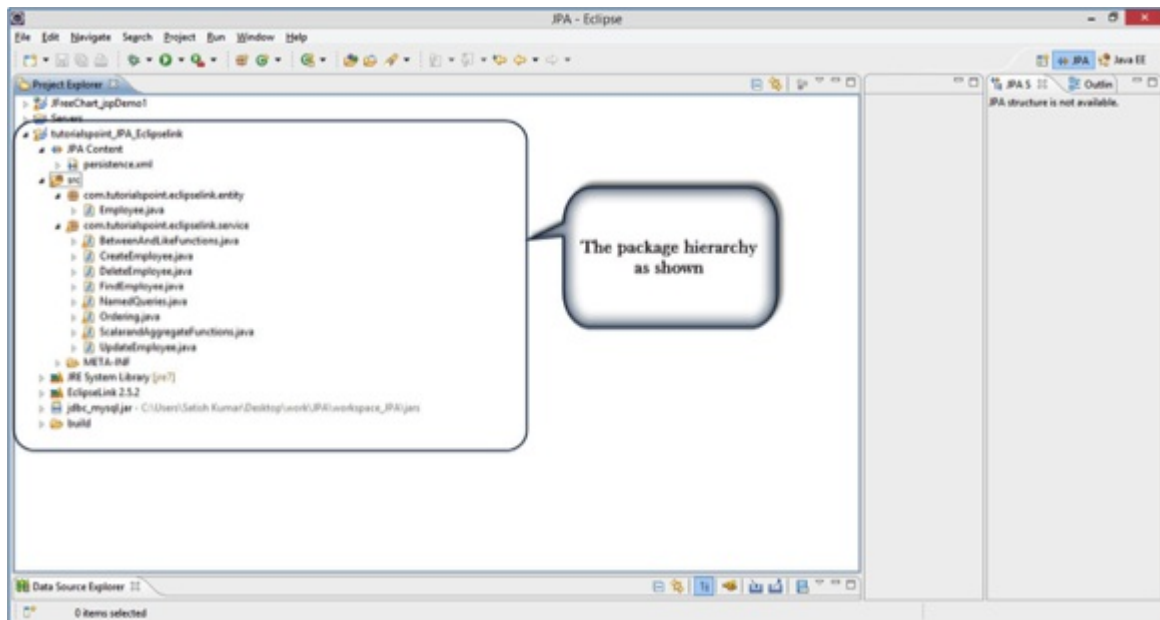 JPA - Eclipse
File Edit Navigate Search Project Run Window Help
JPA Java EE
Project Explorer
JFreeChart_jspDemo1
Servers
tutorialspoint_JPA_Eclipselink
JPA Content
persistence.xml
src
com.tutorialspoint.eclipselink.entity
Employee.java
com.tutorialspoint.eclipselink.service
BetweenAndLikeFunctions.java
CreateEmployee.java
DeleteEmployee.java
FindEmployee.java
NamedQueries.java
Ordering.java
ScalarandAggregateFunctions.java
UpdateEmployee.java
META-INF
JRE System Library [jre7]
EclipseLink 2.5.2
jdbc_mysql.jar - C:\Users\Satish Kumar\Desktop\work\JPA\workspace_JPA\jars
build
The package hierarchy
as shown
JPA S Outlin
JPA structure is not available.
Data Source Explorer
0 items selected